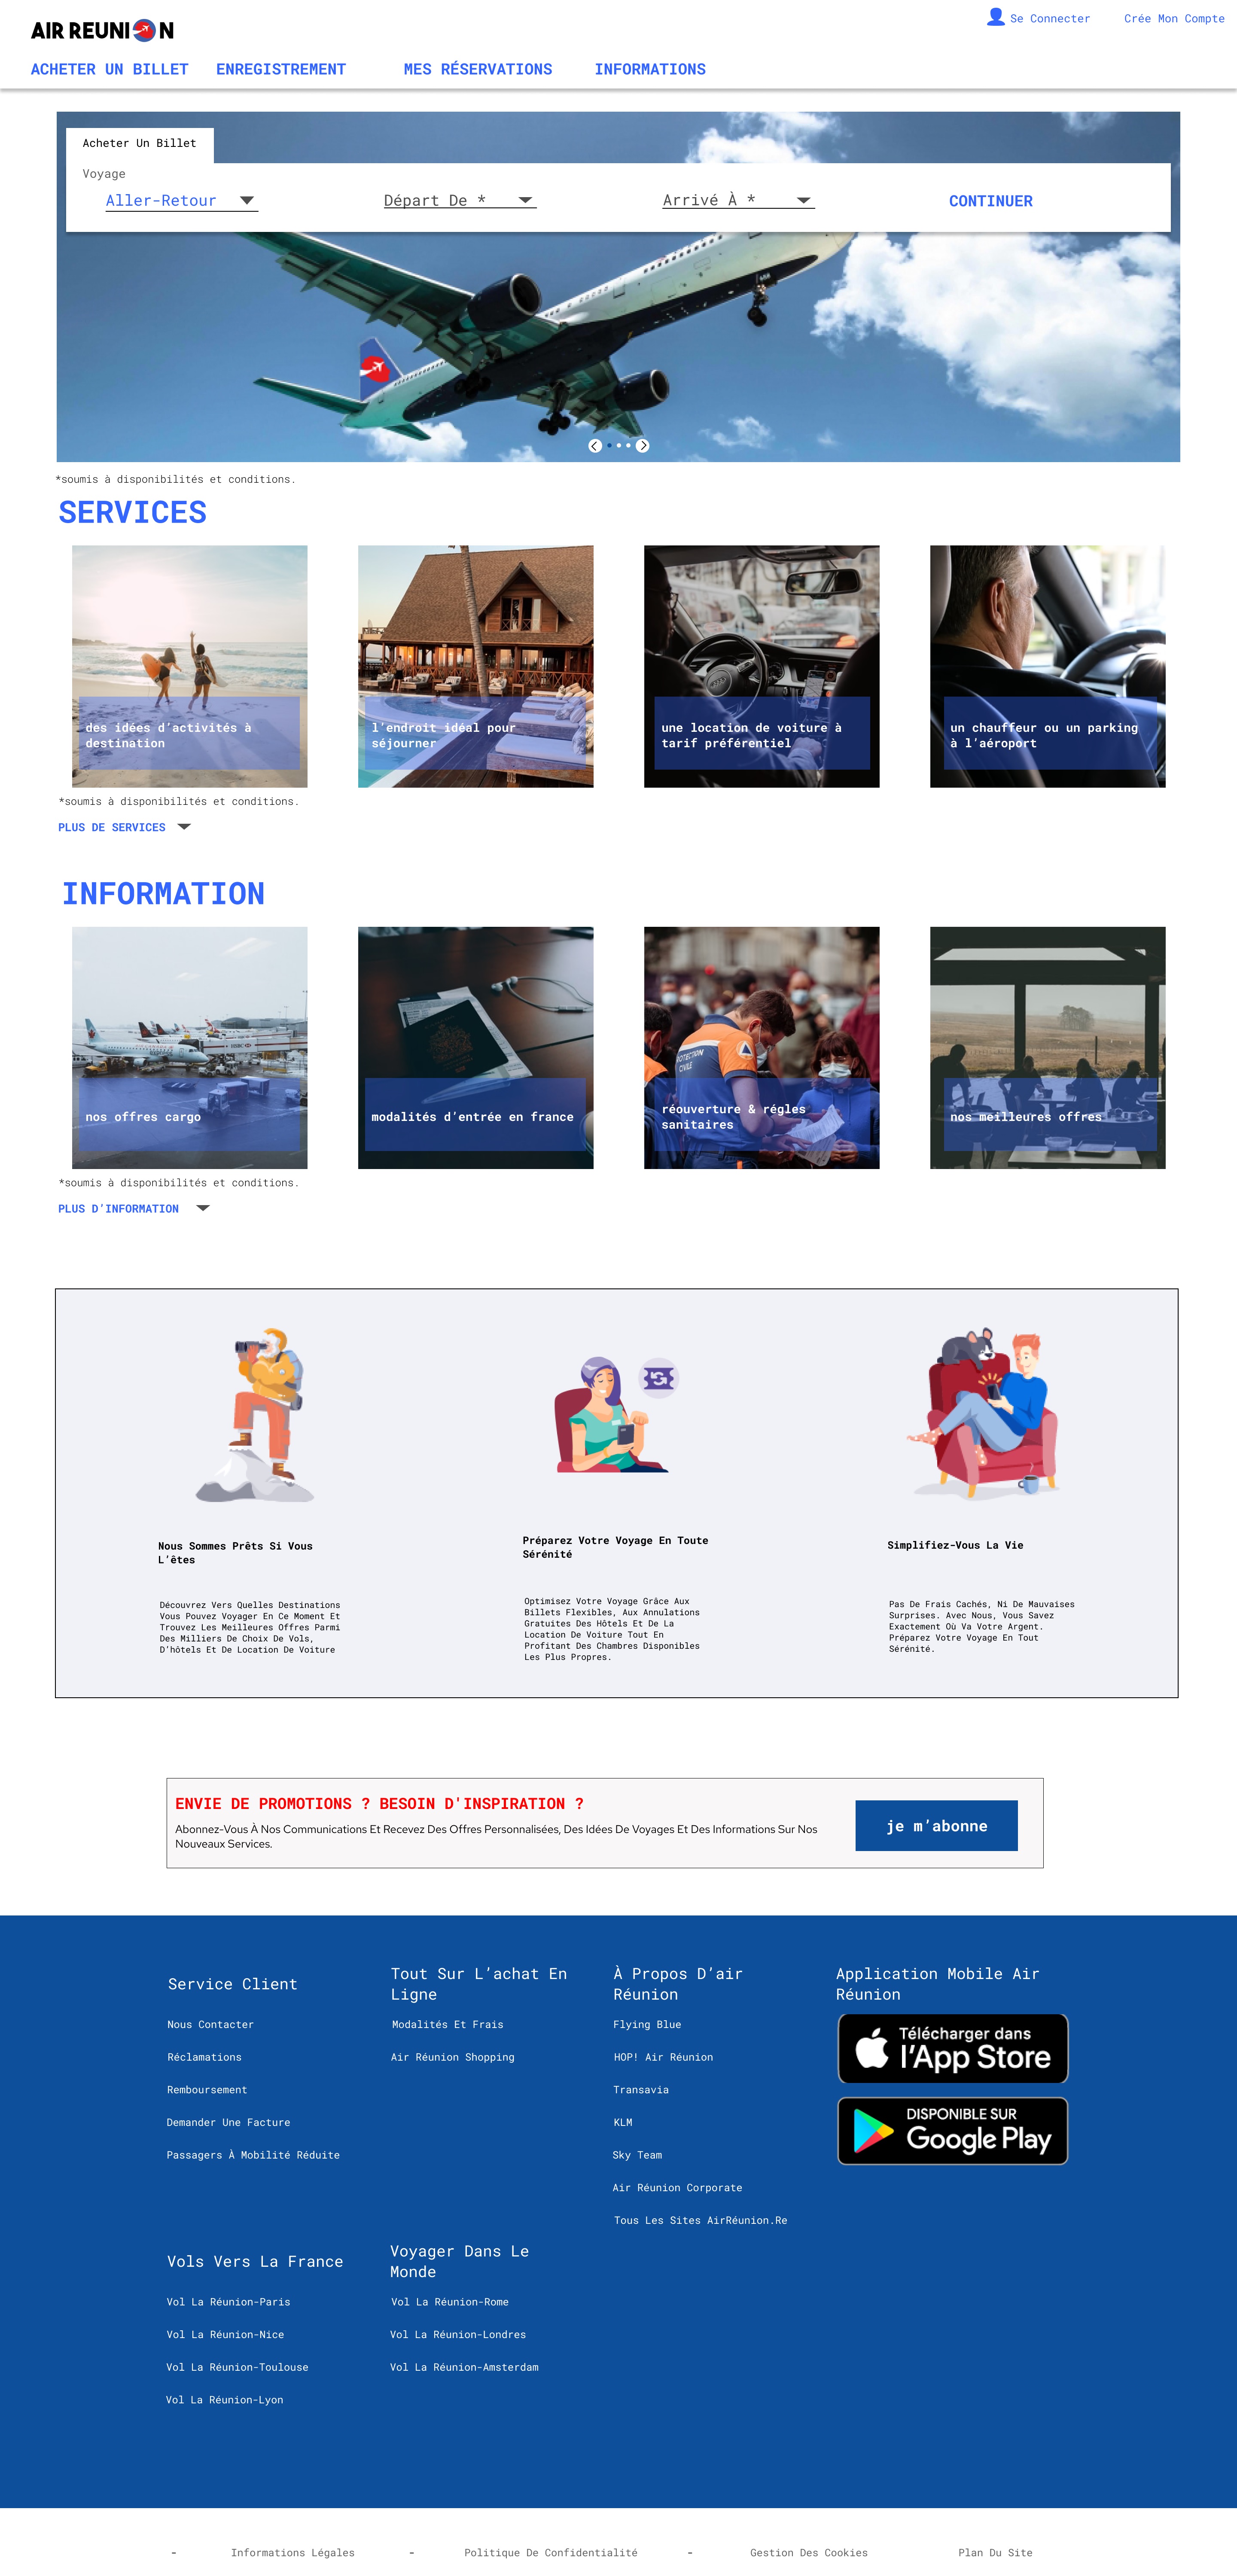 AIR REUNION
Se Connecter
Crée Mon Compte
ACHETER UN BILLET
ENREGISTREMENT
MES RÉSERVATIONS
INFORMATIONS
Acheter Un Billet
Voyage
Aller-Retour
Départ De *
Arrivé À *
CONTINUER
*soumis à disponibilités et conditions.
SERVICES
des idées d’activités à
destination
l’endroit idéal pour
séjourner
une location de voiture à
tarif préférentiel
un chauffeur ou un parking
à l’aéroport
*soumis à disponibilités et conditions.
PLUS DE SERVICES
INFORMATION
nos offres cargo
modalités d’entrée en france
PROTECTION
CIVILE
réouverture & régles
sanitaires
nos meilleures offres
*soumis à disponibilités et conditions.
PLUS D’INFORMATION
Nous Sommes Prêts Si Vous
L’êtes
Découvrez Vers Quelles Destinations
Vous Pouvez Voyager En Ce Moment Et
Trouvez Les Meilleures Offres Parmi
Des Milliers De Choix De Vols,
D’hôtels Et De Location De Voiture
Préparez Votre Voyage En Toute
Sérénité
Optimisez Votre Voyage Grâce Aux
Billets Flexibles, Aux Annulations
Gratuites Des Hôtels Et De La
Location De Voiture Tout En
Profitant Des Chambres Disponibles
Les Plus Propres.
Simplifiez-Vous La Vie
Pas De Frais Cachés, Ni De Mauvaises
Surprises. Avec Nous, Vous Savez
Exactement Où Va Votre Argent.
Préparez Votre Voyage En Tout
Sérénité.
ENVIE DE PROMOTIONS ? BESOIN D'INSPIRATION ?
Abonnez-Vous À Nos Communications Et Recevez Des Offres Personnalisées, Des Idées De Voyages Et Des Informations Sur Nos
Nouveaux Services.
je m’abonne
Service Client
Nous Contacter
Réclamations
Remboursement
Demander Une Facture
Passagers À Mobilité Réduite
Tout Sur L’achat En
Ligne
Modalités Et Frais
Air Réunion Shopping
À Propos D’air
Réunion
Flying Blue
HOP! Air Réunion
Transavia
KLM
Sky Team
Air Réunion Corporate
Tous Les Sites AirRéunion.Re
Application Mobile Air
Réunion
Télécharger dans
l’App Store
DISPONIBLE SUR
Google Play
Vols Vers La France
Vol La Réunion-Paris
Vol La Réunion-Nice
Vol La Réunion-Toulouse
Vol La Réunion-Lyon
Voyager Dans Le
Monde
Vol La Réunion-Rome
Vol La Réunion-Londres
Vol La Réunion-Amsterdam
- Informations Légales - Politique De Confidentialité - Gestion Des Cookies Plan Du Site